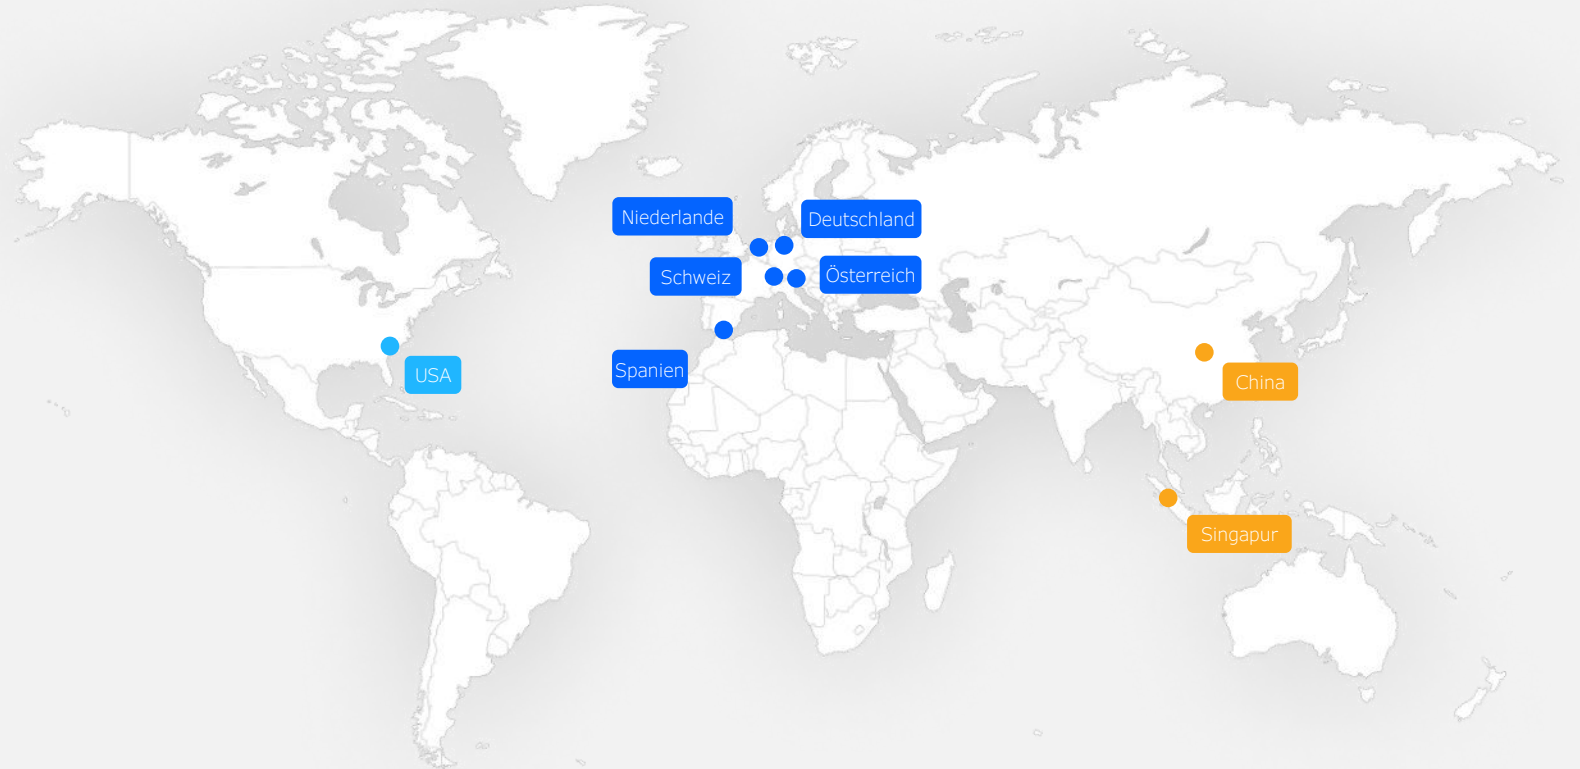 Niederlande
Deutschland
Schweiz
Österreich
Spanien
USA
China
Singapur